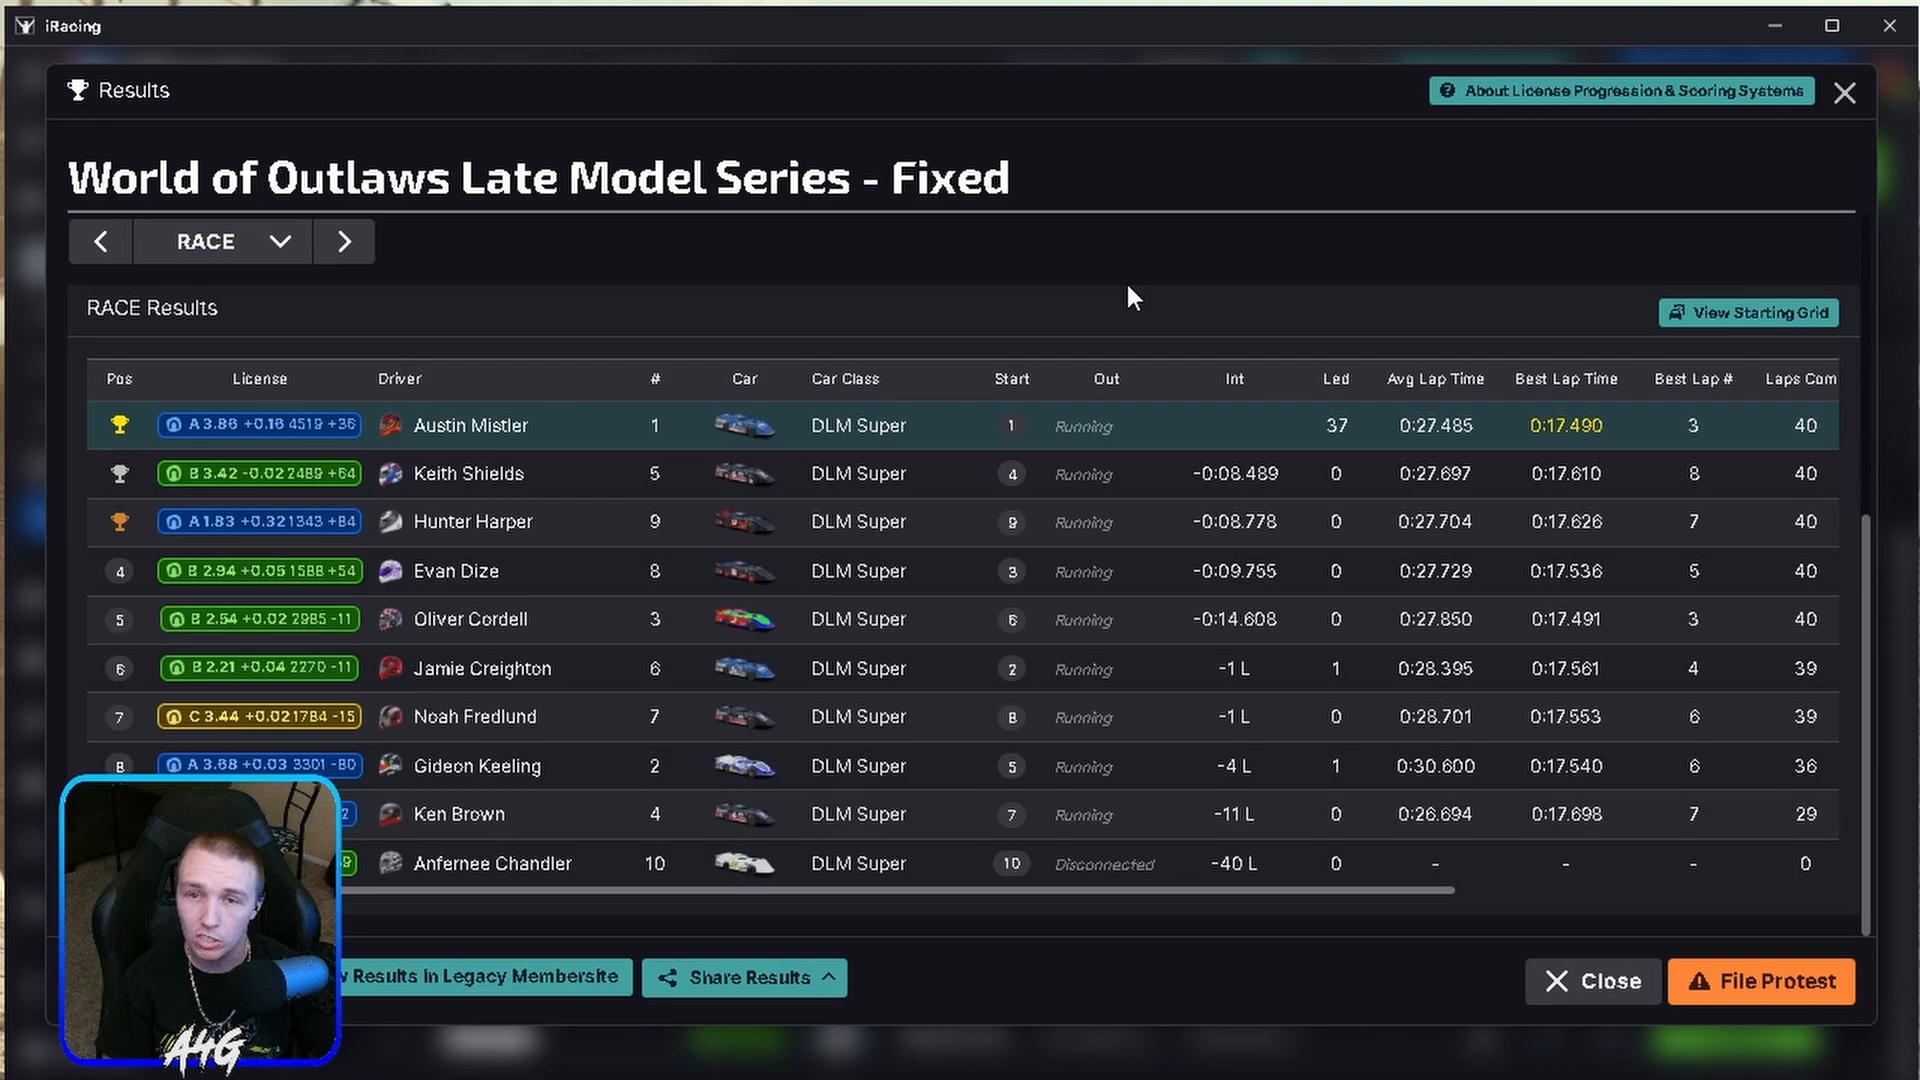 iRacing
Results
About License Progression & Scoring Systems
World of Outlaws Late Model Series - Fixed
RACE
RACE Results
View Starting Grid
Pos License Driver # Car Car Class Start Out Int Led Avg Lap Time Best Lap Time Best Lap # Laps Com
A 3.86 +0.16 4519 +36 Austin Mistler 1 DLM Super 1 Running 37 0:27.485 0:17.490 3 40
B 3.42 -0.02 2489 +64 Keith Shields 5 DLM Super 4 Running -0:08.489 0 0:27.697 0:17.610 8 40
A 1.83 +0.32 1343 +84 Hunter Harper 9 DLM Super 9 Running -0:08.778 0 0:27.704 0:17.626 7 40
4 B 2.94 +0.05 1588 +54 Evan Dize 8 DLM Super 3 Running -0:09.755 0 0:27.729 0:17.536 5 40
5 B 2.54 +0.02 2985 -11 Oliver Cordell 3 DLM Super 6 Running -0:14.608 0 0:27.850 0:17.491 3 40
6 B 2.21 +0.04 2270 -11 Jamie Creighton 6 DLM Super 2 Running -1 L 1 0:28.395 0:17.561 4 39
7 C 3.44 +0.02 1784 -15 Noah Fredlund 7 DLM Super 8 Running -1 L 0 0:28.701 0:17.553 6 39
8 A 3.68 +0.03 3301 -80 Gideon Keeling 2 DLM Super 5 Running -4 L 1 0:30.600 0:17.540 6 36
2 Ken Brown 4 DLM Super 7 Running -11 L 0 0:26.694 0:17.698 7 29
9 Anfernee Chandler 10 DLM Super 10 Disconnected -40 L 0 - - - 0
Results in Legacy Membersite
Share Results
Close
File Protest
A4G